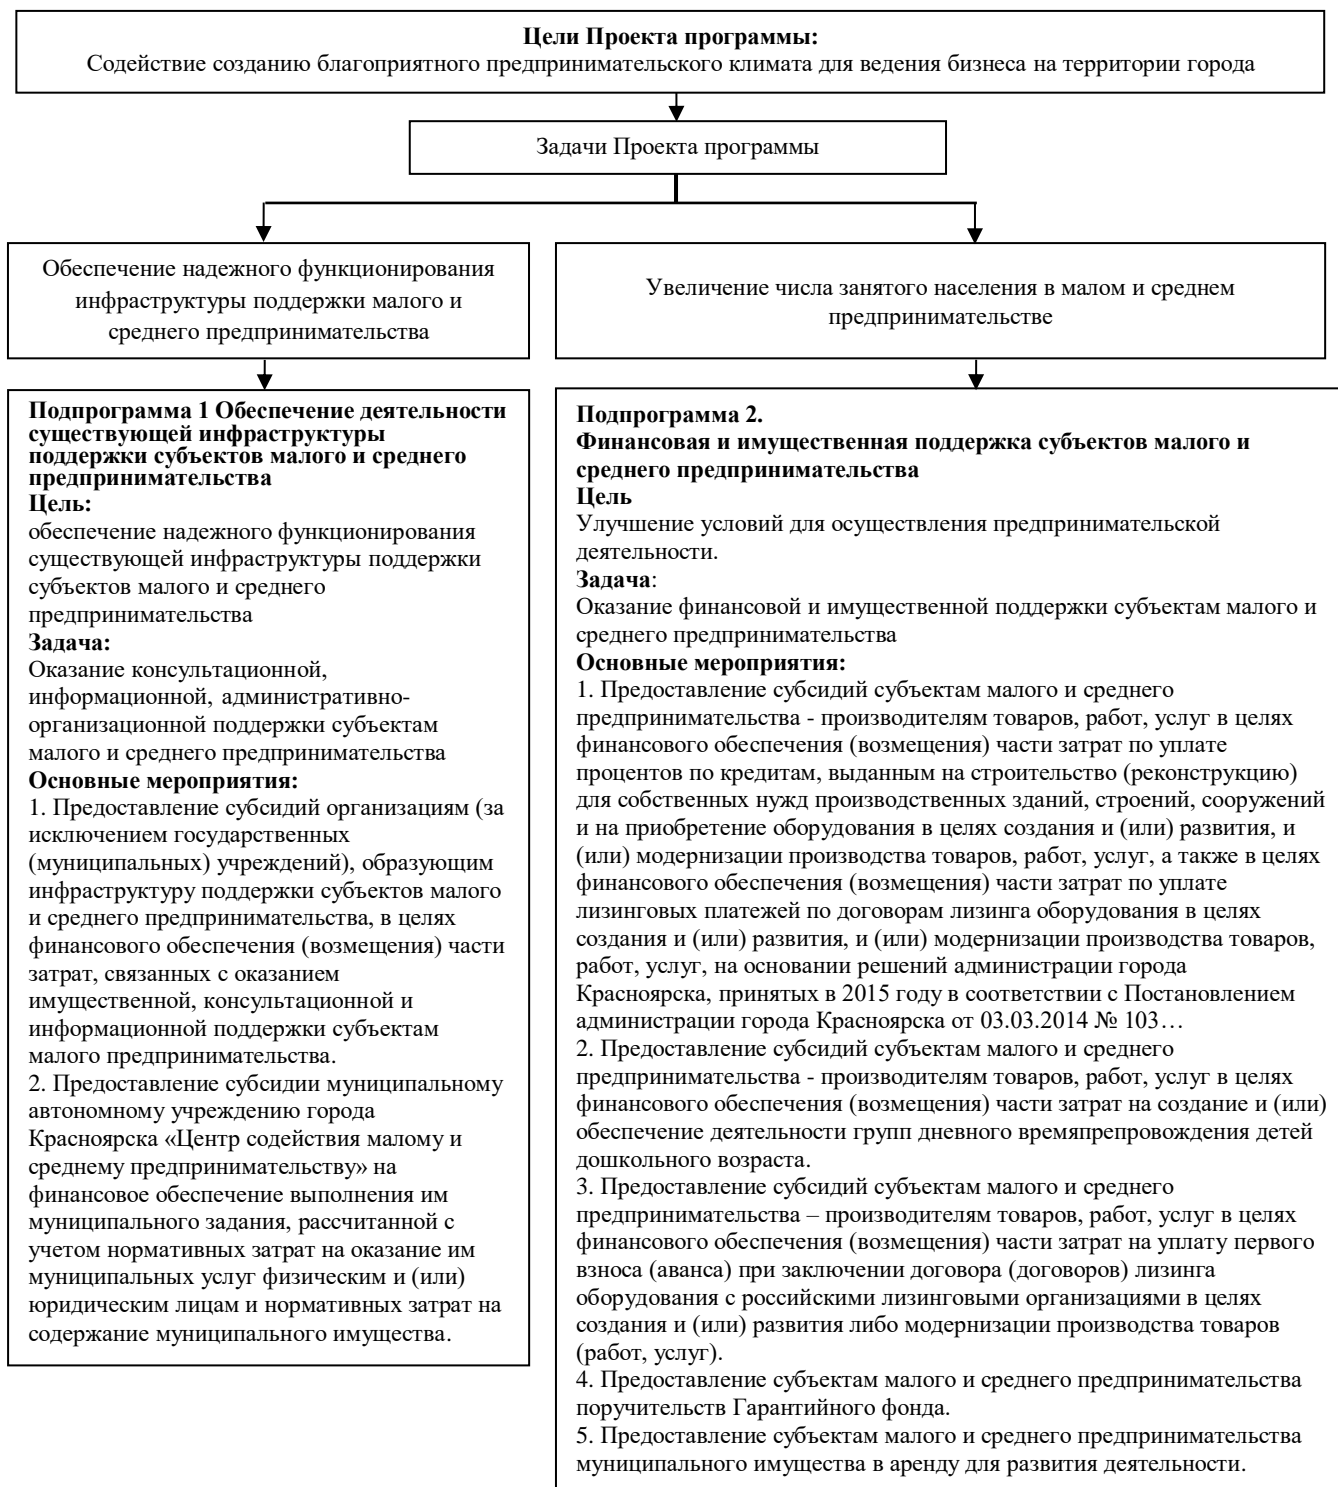 Цели Проекта программы:
Содействие созданию благоприятного предпринимательского климата для ведения бизнеса на территории города
Задачи Проекта программы
Обеспечение надежного функционирования
инфраструктуры поддержки малого и
среднего предпринимательства
Увеличение числа занятого населения в малом и среднем
предпринимательстве
Подпрограмма 1 Обеспечение деятельности
существующей инфраструктуры
поддержки субъектов малого и среднего
предпринимательства
Цель:
обеспечение надежного функционирования
существующей инфраструктуры поддержки
субъектов малого и среднего
предпринимательства
Задача:
Оказание консультационной,
информационной, административно-
организационной поддержки субъектам
малого и среднего предпринимательства
Основные мероприятия:
1. Предоставление субсидий организациям (за
исключением государственных
(муниципальных) учреждений), образующим
инфраструктуру поддержки субъектов малого
и среднего предпринимательства, в целях
финансового обеспечения (возмещения) части
затрат, связанных с оказанием
имущественной, консультационной и
информационной поддержки субъектам
малого предпринимательства.
2. Предоставление субсидии муниципальному
автономному учреждению города
Красноярска «Центр содействия малому и
среднему предпринимательству» на
финансовое обеспечение выполнения им
муниципального задания, рассчитанной с
учетом нормативных затрат на оказание им
муниципальных услуг физическим и (или)
юридическим лицам и нормативных затрат на
содержание муниципального имущества.
Подпрограмма 2.
Финансовая и имущественная поддержка субъектов малого и
среднего предпринимательства
Цель
Улучшение условий для осуществления предпринимательской
деятельности.
Задача:
Оказание финансовой и имущественной поддержки субъектам малого и
среднего предпринимательства
Основные мероприятия:
1. Предоставление субсидий субъектам малого и среднего
предпринимательства - производителям товаров, работ, услуг в целях
финансового обеспечения (возмещения) части затрат по уплате
процентов по кредитам, выданным на строительство (реконструкцию)
для собственных нужд производственных зданий, строений, сооружений
и на приобретение оборудования в целях создания и (или) развития, и
(или) модернизации производства товаров, работ, услуг, а также в целях
финансового обеспечения (возмещения) части затрат по уплате
лизинговых платежей по договорам лизинга оборудования в целях
создания и (или) развития, и (или) модернизации производства товаров,
работ, услуг, на основании решений администрации города
Красноярска, принятых в 2015 году в соответствии с Постановлением
администрации города Красноярска от 03.03.2014 № 103…
2. Предоставление субсидий субъектам малого и среднего
предпринимательства - производителям товаров, работ, услуг в целях
финансового обеспечения (возмещения) части затрат на создание и (или)
обеспечение деятельности групп дневного времяпрепровождения детей
дошкольного возраста.
3. Предоставление субсидий субъектам малого и среднего
предпринимательства – производителям товаров, работ, услуг в целях
финансового обеспечения (возмещения) части затрат на уплату первого
взноса (аванса) при заключении договора (договоров) лизинга
оборудования с российскими лизинговыми организациями в целях
создания и (или) развития либо модернизации производства товаров
(работ, услуг).
4. Предоставление субъектам малого и среднего предпринимательства
поручительств Гарантийного фонда.
5. Предоставление субъектам малого и среднего предпринимательства
муниципального имущества в аренду для развития деятельности.